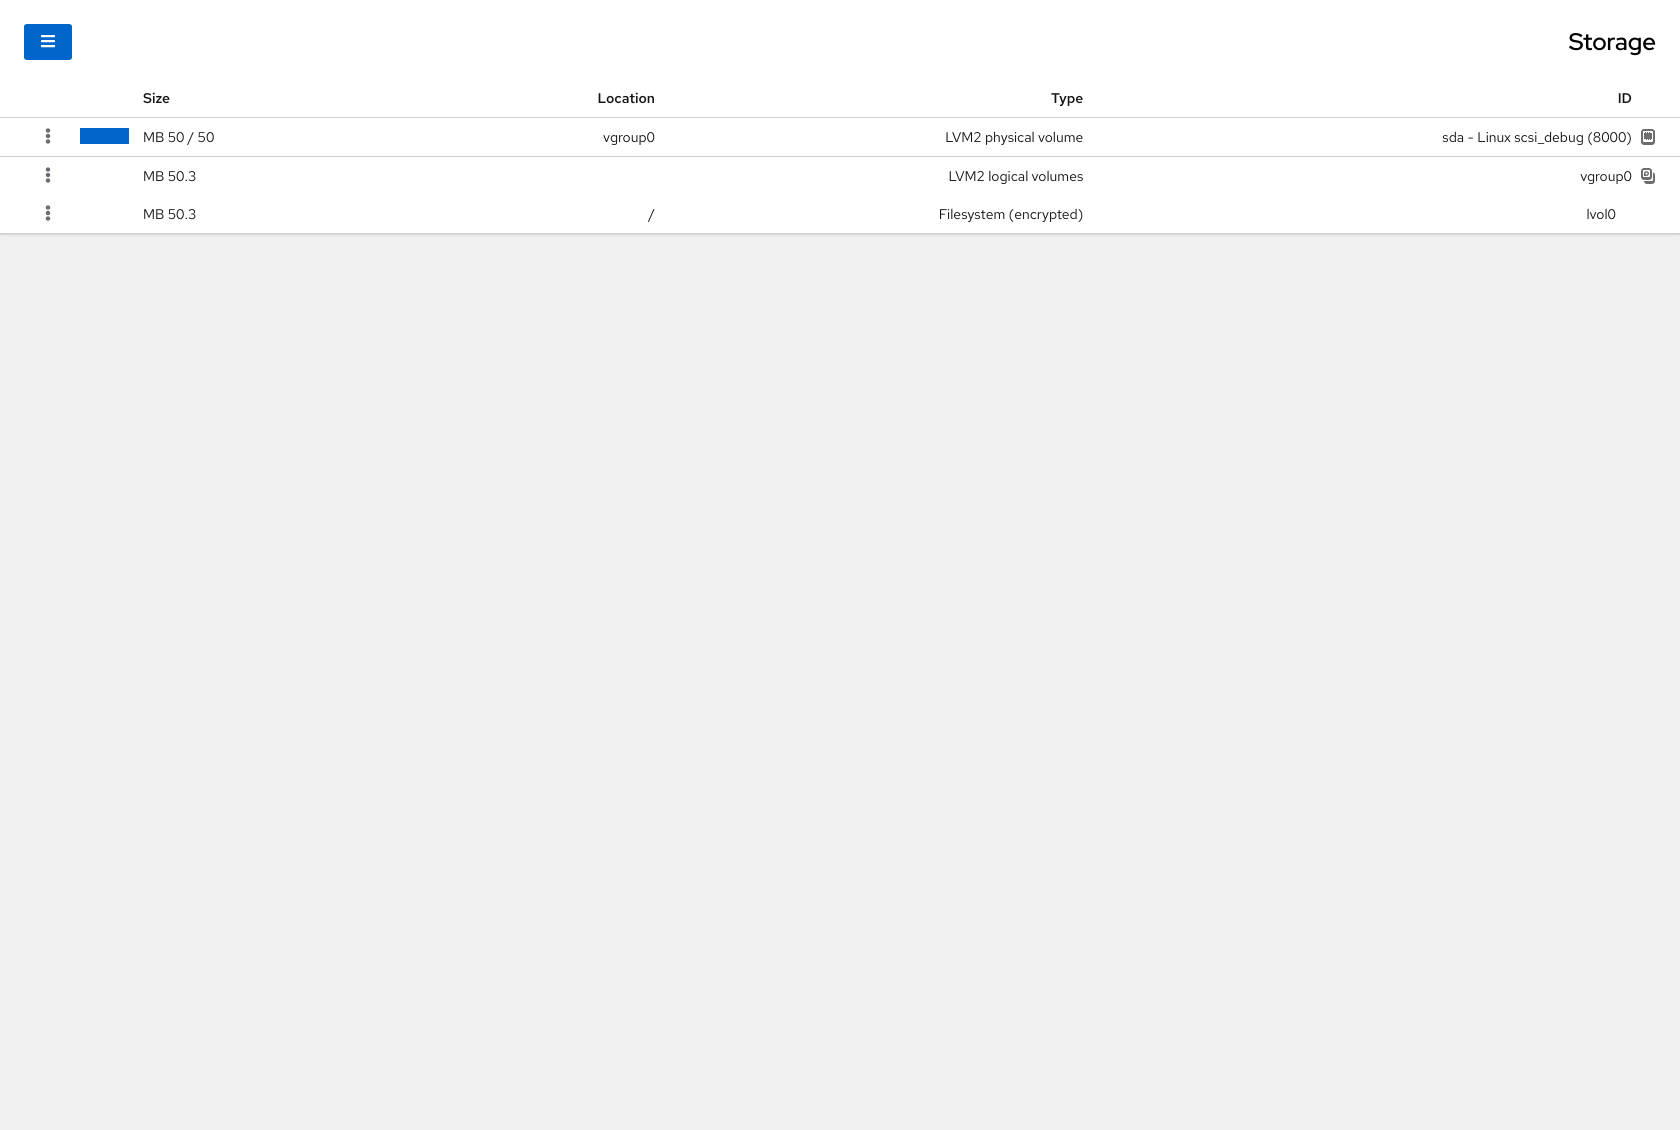 Storage
ID Type Location Size
sda - Linux scsi_debug (8000) LVM2 physical volume vgroup0 MB 50 / 50
vgroup0 LVM2 logical volumes MB 50.3
lvol0 Filesystem (encrypted) / MB 50.3